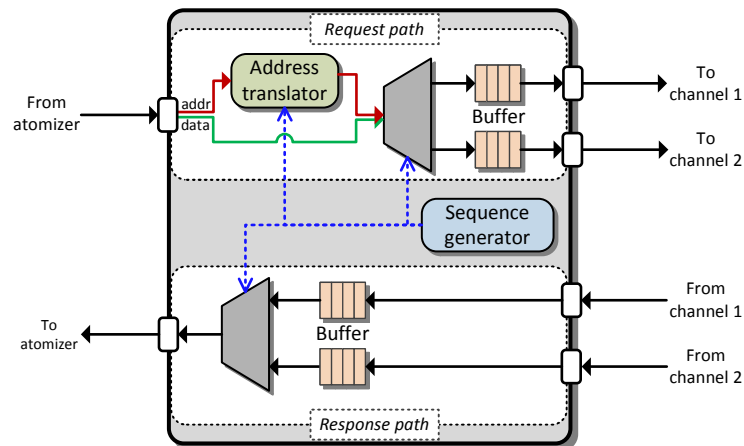 Request path
Address
translator
From
atomizer
addr
data
Buffer
To
channel 1
To
channel 2
Sequence
generator
From
channel 1
Buffer
To
atomizer
From
channel 2
Response path